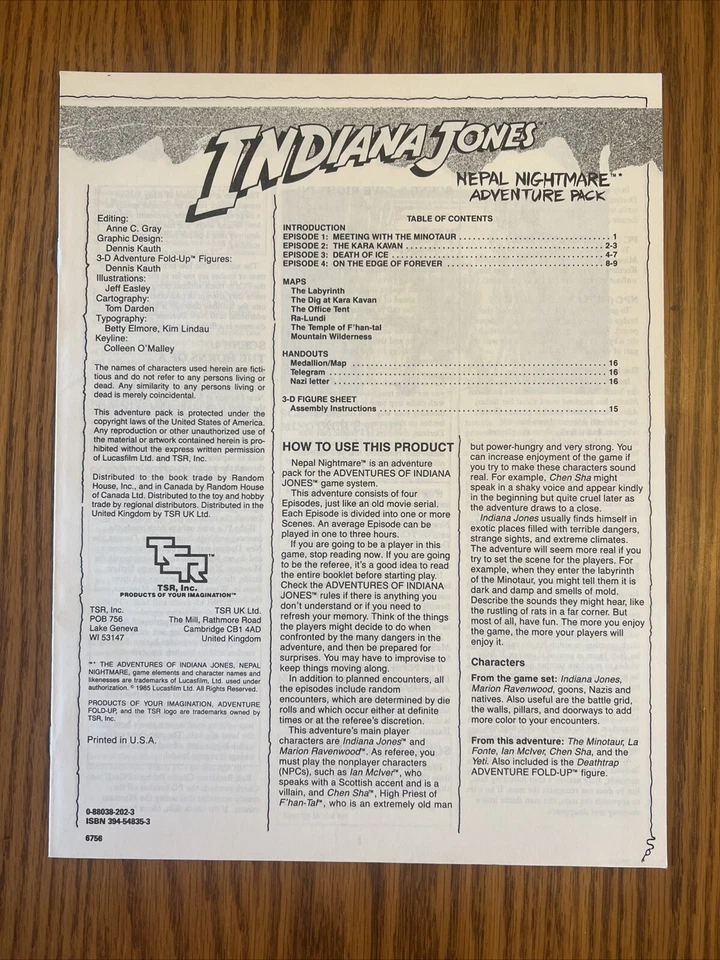 INDIANA JONES™
NEPAL NIGHTMARE™*
ADVENTURE PACK
Editing:
Anne C. Gray
Graphic Design:
Dennis Kauth
3-D Adventure Fold-Up™ Figures:
Dennis Kauth
Illustrations:
Jeff Easley
Cartography:
Tom Darden
Typography:
Betty Elmore, Kim Lindau
Keyline:
Colleen O'Malley
The names of characters used herein are ficti-
tious and do not refer to any persons living or
dead. Any similarity to any persons living or
dead is merely coincidental.
This adventure pack is protected under the
copyright laws of the United States of America.
Any reproduction or other unauthorized use of
the material or artwork contained herein is pro-
hibited without the express written permission
of Lucasfilm Ltd. and TSR, Inc.
Distributed to the book trade by Random
House, Inc., and in Canada by Random House
of Canada Ltd. Distributed to the toy and hobby
trade by regional distributors. Distributed in the
United Kingdom by TSR UK Ltd.
TSR™
TSR, Inc.
PRODUCTS OF YOUR IMAGINATION™
TSR, Inc. TSR UK Ltd.
POB 756 The Mill, Rathmore Road
Lake Geneva Cambridge CB1 4AD
WI 53147 United Kingdom
™* THE ADVENTURES OF INDIANA JONES, NEPAL
NIGHTMARE, game elements and character names and
likenesses are trademarks of Lucasfilm, Ltd. used under
authorization. © 1985 Lucasfilm Ltd. All Rights Reserved.
PRODUCTS OF YOUR IMAGINATION, ADVENTURE
FOLD-UP, and the TSR logo are trademarks owned by
TSR, Inc.
Printed in U.S.A.
0-88038-202-3
ISBN 394-54835-3
6756
TABLE OF CONTENTS
INTRODUCTION
EPISODE 1: MEETING WITH THE MINOTAUR . . . . . . . . . . 1
EPISODE 2: THE KARA KAVAN . . . . . . . . . . 2-3
EPISODE 3: DEATH OF ICE . . . . . . . . . . 4-7
EPISODE 4: ON THE EDGE OF FOREVER . . . . . . . . . . 8-9
MAPS
The Labyrinth
The Dig at Kara Kavan
The Office Tent
Ra-Lundi
The Temple of F'han-tal
Mountain Wilderness
HANDOUTS
Medallion/Map . . . . . . . . . . 16
Telegram . . . . . . . . . . 16
Nazi letter . . . . . . . . . . 16
3-D FIGURE SHEET
Assembly Instructions . . . . . . . . . . 15
HOW TO USE THIS PRODUCT
Nepal Nightmare™ is an adventure
pack for the ADVENTURES OF INDIANA
JONES™ game system.
This adventure consists of four
Episodes, just like an old movie serial.
Each Episode is divided into one or more
Scenes. An average Episode can be
played in one to three hours.
If you are going to be a player in this
game, stop reading now. If you are going
to be the referee, it's a good idea to read
the entire booklet before starting play.
Check the ADVENTURES OF INDIANA
JONES™ rules if there is anything you
don't understand or if you need to
refresh your memory. Think of the things
the players might decide to do when
confronted by the many dangers in the
adventure, and then be prepared for
surprises. You may have to improvise to
keep things moving along.
In addition to planned encounters, all
the episodes include random
encounters, which are determined by die
rolls and which occur either at definite
times or at the referee's discretion.
This adventure's main player
characters are Indiana Jones™ and
Marion Ravenwood™. As referee, you
must play the nonplayer characters
(NPCs), such as Ian McIver™, who
speaks with a Scottish accent and is a
villain, and Chen Sha™, High Priest of
F'han-Tal™, who is an extremely old man
but power-hungry and very strong. You
can increase enjoyment of the game if
you try to make these characters sound
real. For example, Chen Sha might
speak in a shaky voice and appear kindly
in the beginning but quite cruel later as
the adventure draws to a close.
Indiana Jones usually finds himself in
exotic places filled with terrible dangers,
strange sights, and extreme climates.
The adventure will seem more real if you
try to set the scene for the players. For
example, when they enter the labyrinth
of the Minotaur, you might tell them it is
dark and damp and smells of mold.
Describe the sounds they might hear, like
the rustling of rats in a far corner. But
most of all, have fun. The more you enjoy
the game, the more your players will
enjoy it.
Characters
From the game set: Indiana Jones,
Marion Ravenwood, goons, Nazis and
natives. Also useful are the battle grid,
the walls, pillars, and doorways to add
more color to your encounters.
From this adventure: The Minotaur, La
Fonte, Ian McIver, Chen Sha, and the
Yeti. Also included is the Deathtrap
ADVENTURE FOLD-UP™ figure.